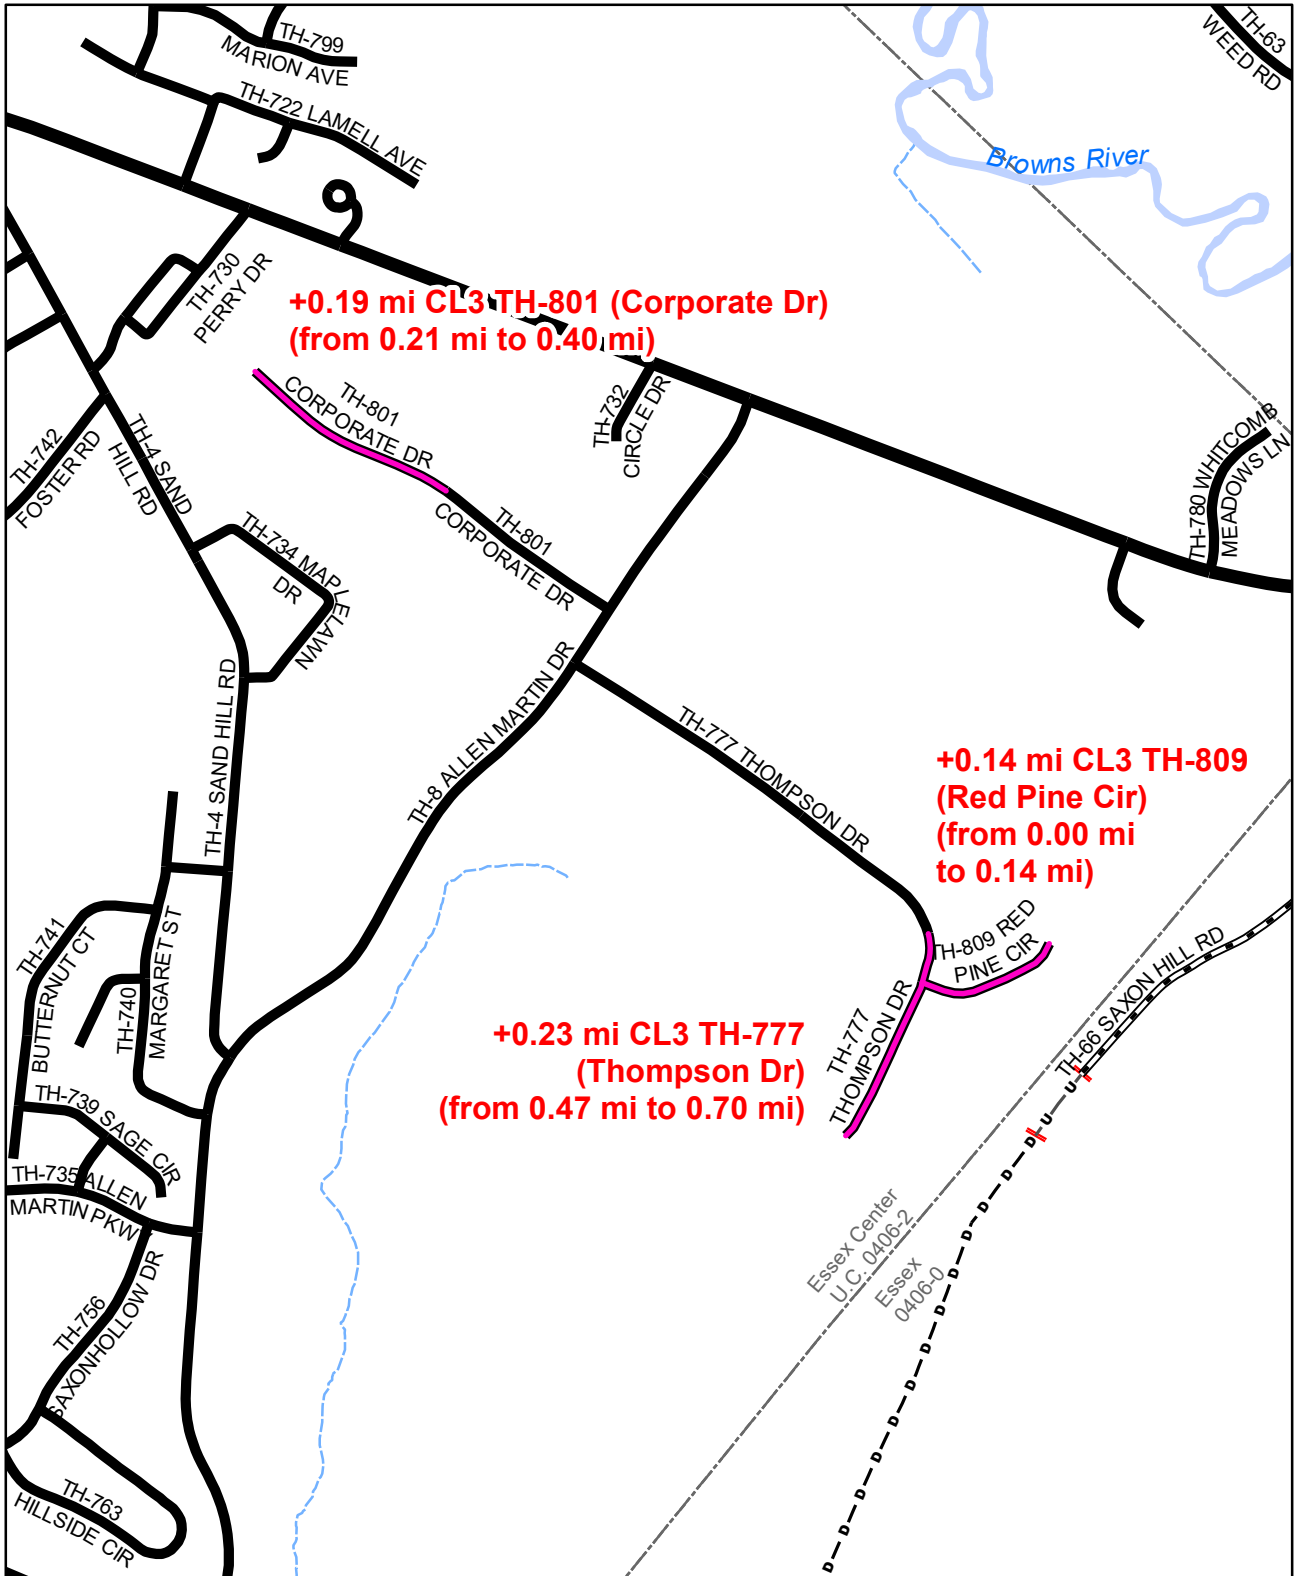 TH-799
MARION AVE
TH-63
WEED RD
TH-722 LAMELL AVE
Browns River
TH-730
PERRY DR
+0.19 mi CL3 TH-801 (Corporate Dr)
(from 0.21 mi to 0.40 mi)
TH-801
CORPORATE DR
TH-732
CIRCLE DR
TH-742
FOSTER RD
TH-4 SAND
HILL RD
TH-780 WHITCOMB
MEADOWS LN
TH-801
CORPORATE DR
TH-734 MAPLELAWN
DR
TH-4 SAND HILL RD
TH-8 ALLEN MARTIN DR
TH-777 THOMPSON DR
+0.14 mi CL3 TH-809
(Red Pine Cir)
(from 0.00 mi
to 0.14 mi)
TH-809 RED
PINE CIR
TH-66 SAXON HILL RD
TH-741
BUTTERNUT CT
TH-740
MARGARET ST
+0.23 mi CL3 TH-777
(Thompson Dr)
(from 0.47 mi to 0.70 mi)
TH-777
THOMPSON DR
U
U
D
D
D
D
D
D
D
D
D
D
D
D
D
D
TH-739 SAGE CIR
TH-735 ALLEN
MARTIN PKWY
Essex Center
U.C. 0406-2
Essex
0406-0
TH-756
SAXONHOLLOW DR
TH-763
HILLSIDE CIR